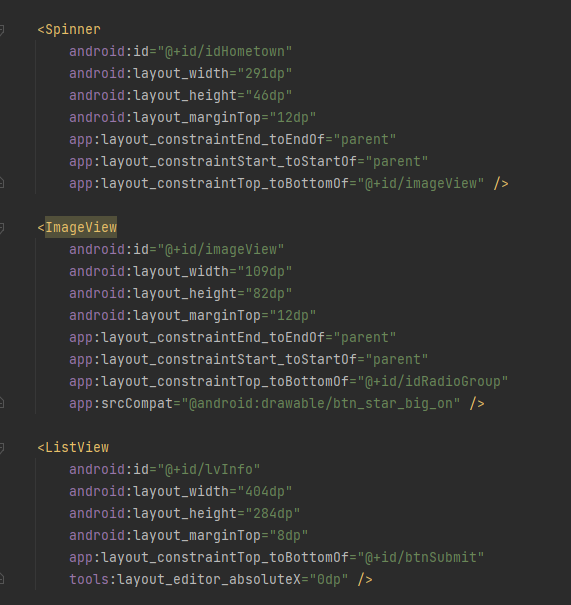 <Spinner
android:id="@+id/idHometown"
android:layout_width="291dp"
android:layout_height="46dp"
android:layout_marginTop="12dp"
app:layout_constraintEnd_toEndOf="parent"
app:layout_constraintStart_toStartOf="parent"
app:layout_constraintTop_toBottomOf="@+id/imageView" />
<ImageView
android:id="@+id/imageView"
android:layout_width="109dp"
android:layout_height="82dp"
android:layout_marginTop="12dp"
app:layout_constraintEnd_toEndOf="parent"
app:layout_constraintStart_toStartOf="parent"
app:layout_constraintTop_toBottomOf="@+id/idRadioGroup"
app:srcCompat="@android:drawable/btn_star_big_on" />
<ListView
android:id="@+id/lvInfo"
android:layout_width="404dp"
android:layout_height="284dp"
android:layout_marginTop="8dp"
app:layout_constraintTop_toBottomOf="@+id/btnSubmit"
tools:layout_editor_absoluteX="0dp" />